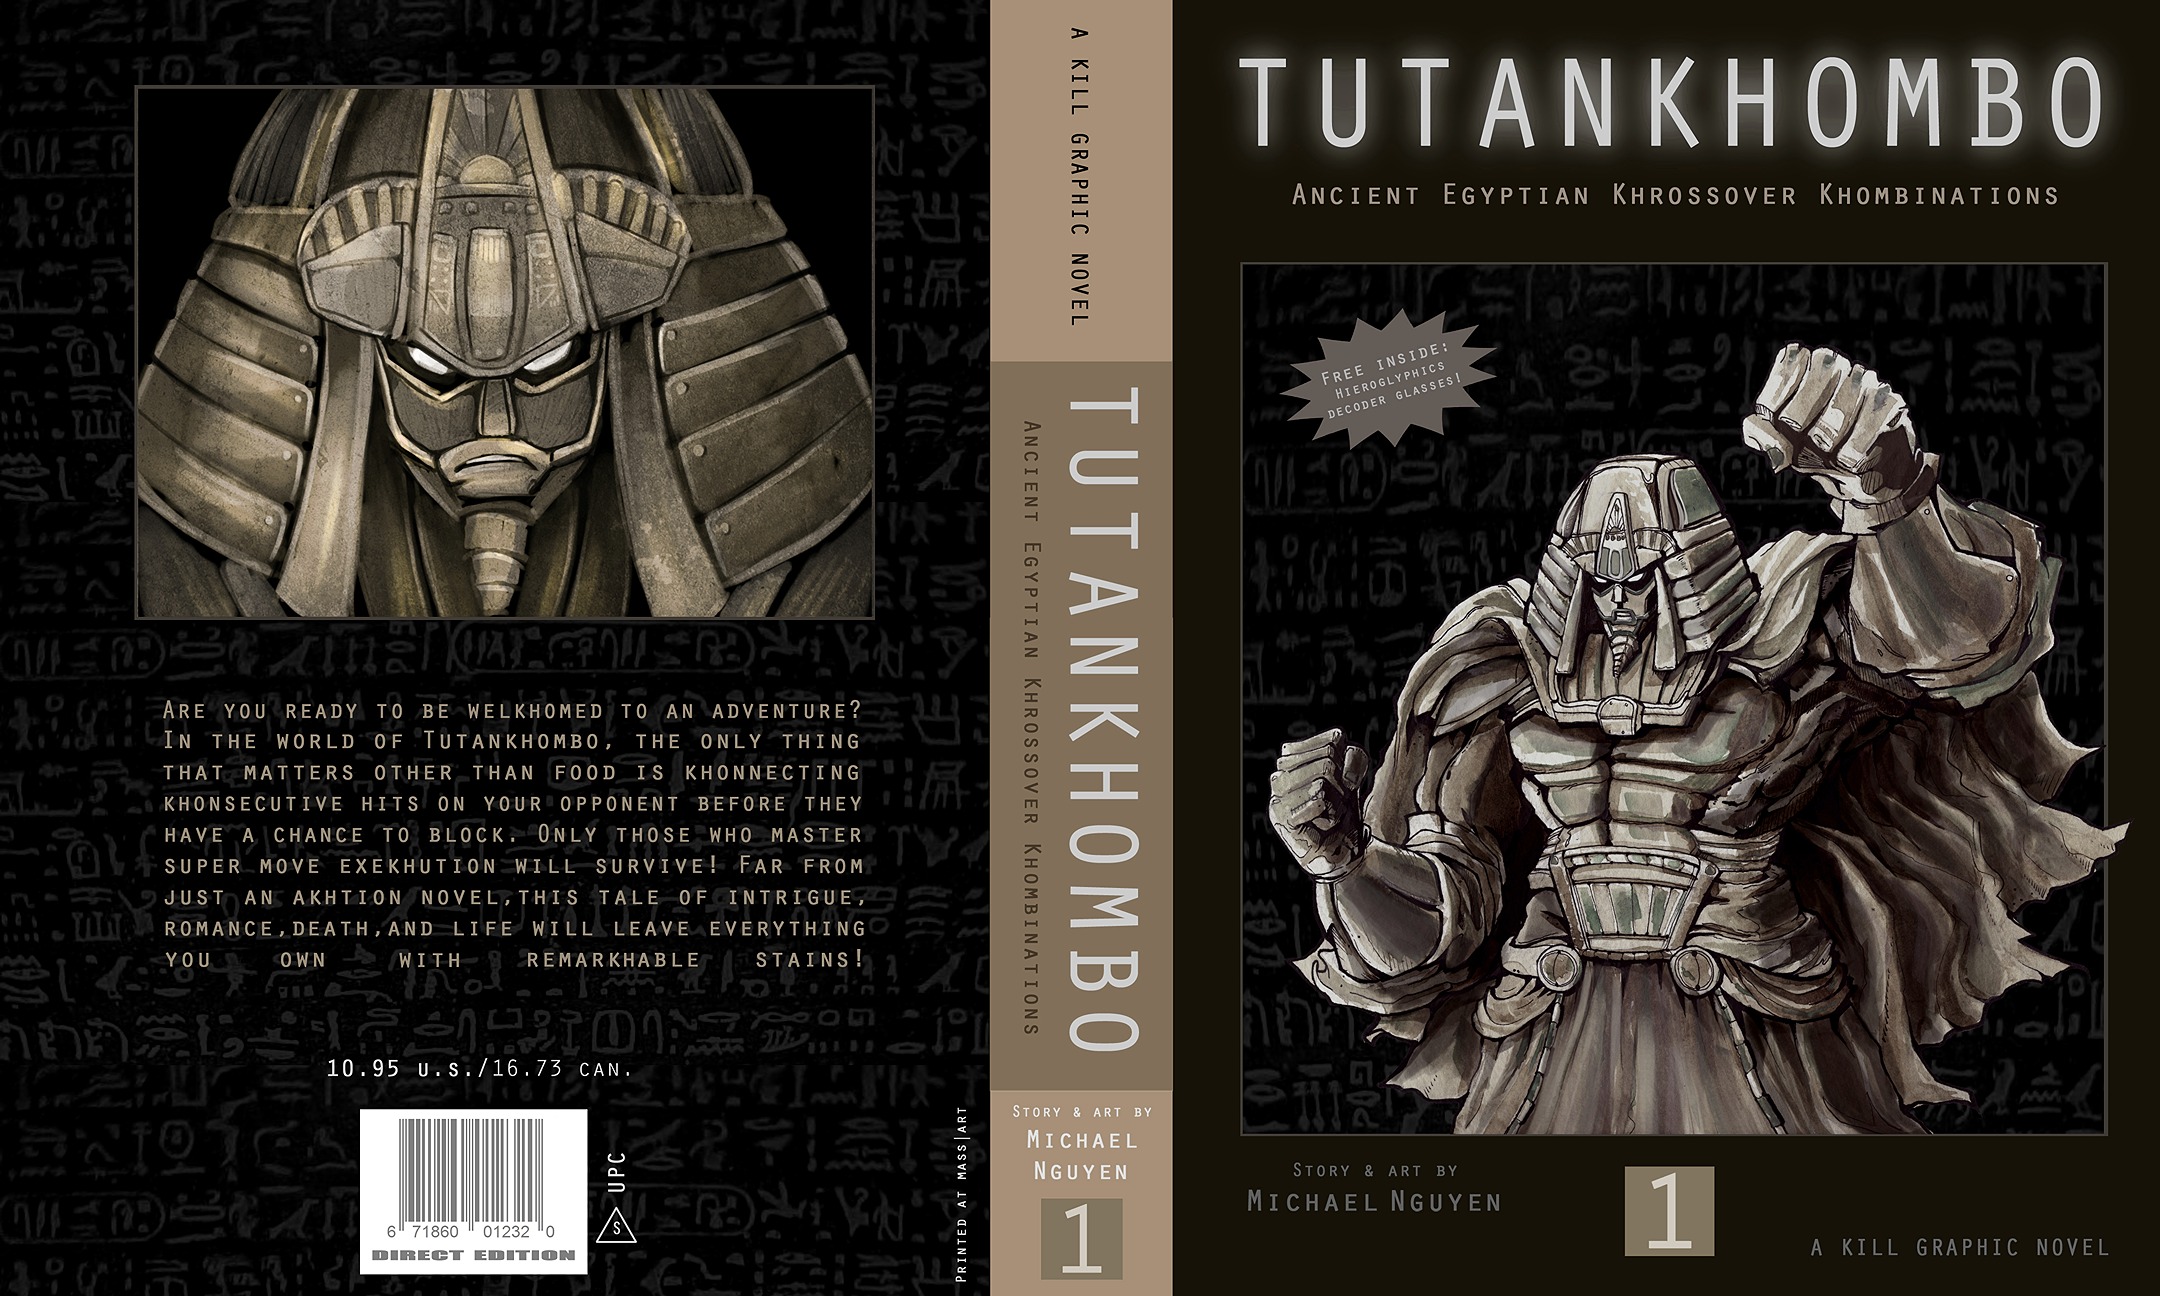 Are you ready to be welkhomed to an adventure?
In the world of Tutankhombo, the only thing
that matters other than food is khonnecting
khonsecutive hits on your opponent before they
have a chance to block. Only those who master
super move exekhution will survive! Far from
just an akhtion novel,this tale of intrigue,
romance,death,and life will leave everything
you own with remarkhable stains!
10.95 u.s./16.73 can.
6 71860 01232 0
DIRECT EDITION
UPC
S
Printed at mass|art
A KILL GRAPHIC NOVEL
TUTANKHOMBO
Ancient Egyptian Khrossover Khombinations
Story & art by
Michael
Nguyen
1
TUTANKHOMBO
Ancient Egyptian Khrossover Khombinations
Free inside:
Hieroglyphics
decoder glasses!
Story & art by
Michael Nguyen
1
A KILL GRAPHIC NOVEL